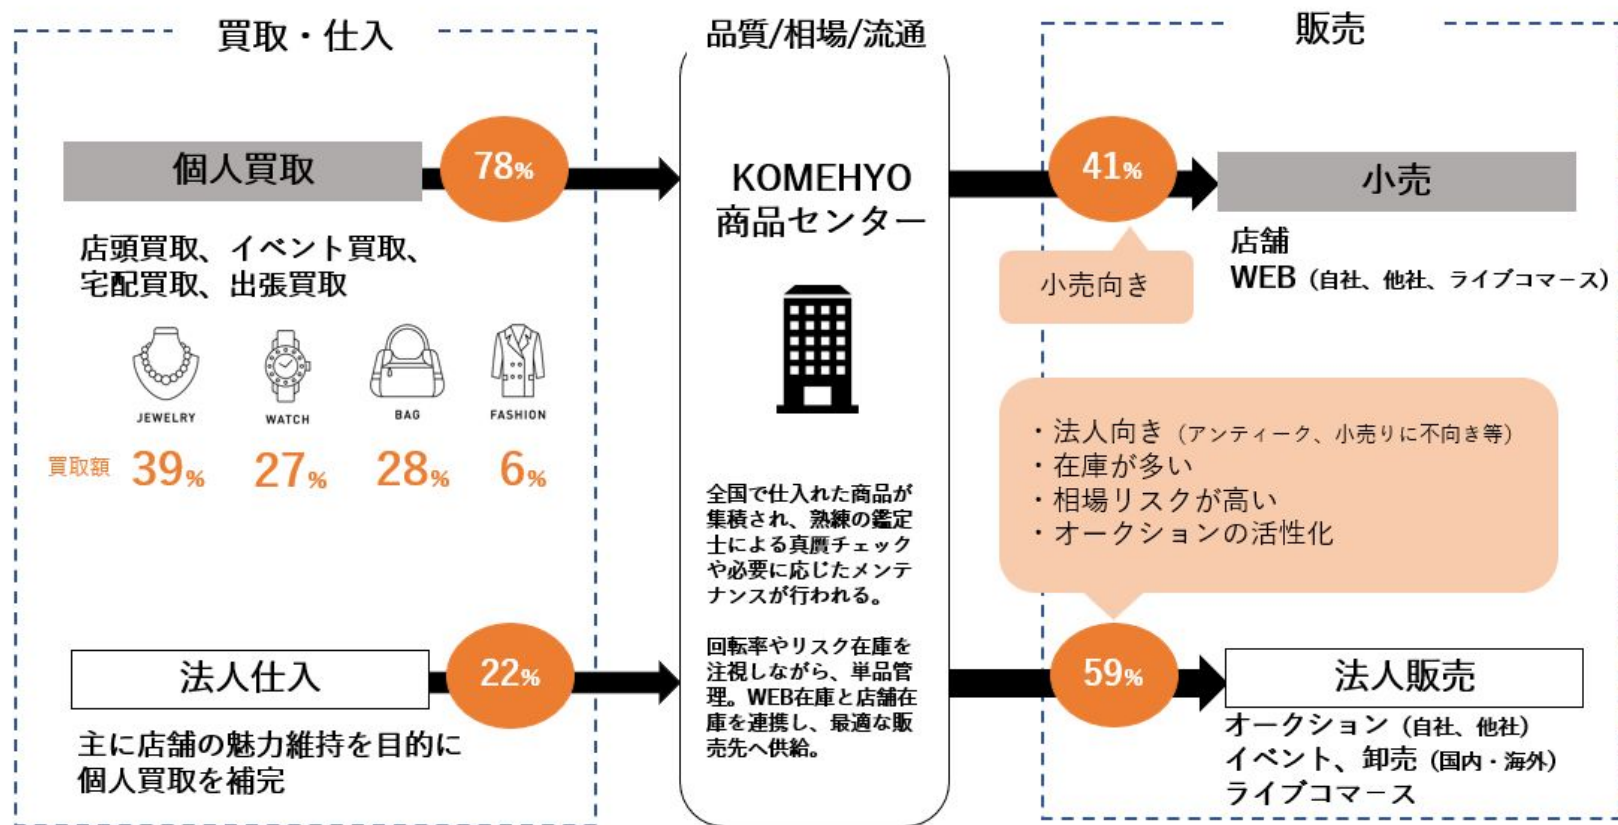 買取・仕入
個人買取
78%
店頭買取、イベント買取、
宅配買取、出張買取
JEWELRY
WATCH
BAG
FASHION
買取額
39%
27%
28%
6%
法人仕入
22%
主に店舗の魅力維持を目的に
個人買取を補完
品質/相場/流通
KOMEHYO
商品センター
全国で仕入れた商品が
集積され、熟練の鑑定
士による真贋チェック
や必要に応じたメンテ
ナンスが行われる。
回転率やリスク在庫を
注視しながら、単品管
理。WEB在庫と店舗在
庫を連携し、最適な販
売先へ供給。
販売
41%
小売
小売向き
店舗
WEB（自社、他社、ライブコマース）
・法人向き（アンティーク、小売りに不向き等）
・在庫が多い
・相場リスクが高い
・オークションの活性化
59%
法人販売
オークション（自社、他社）
イベント、卸売（国内・海外）
ライブコマース